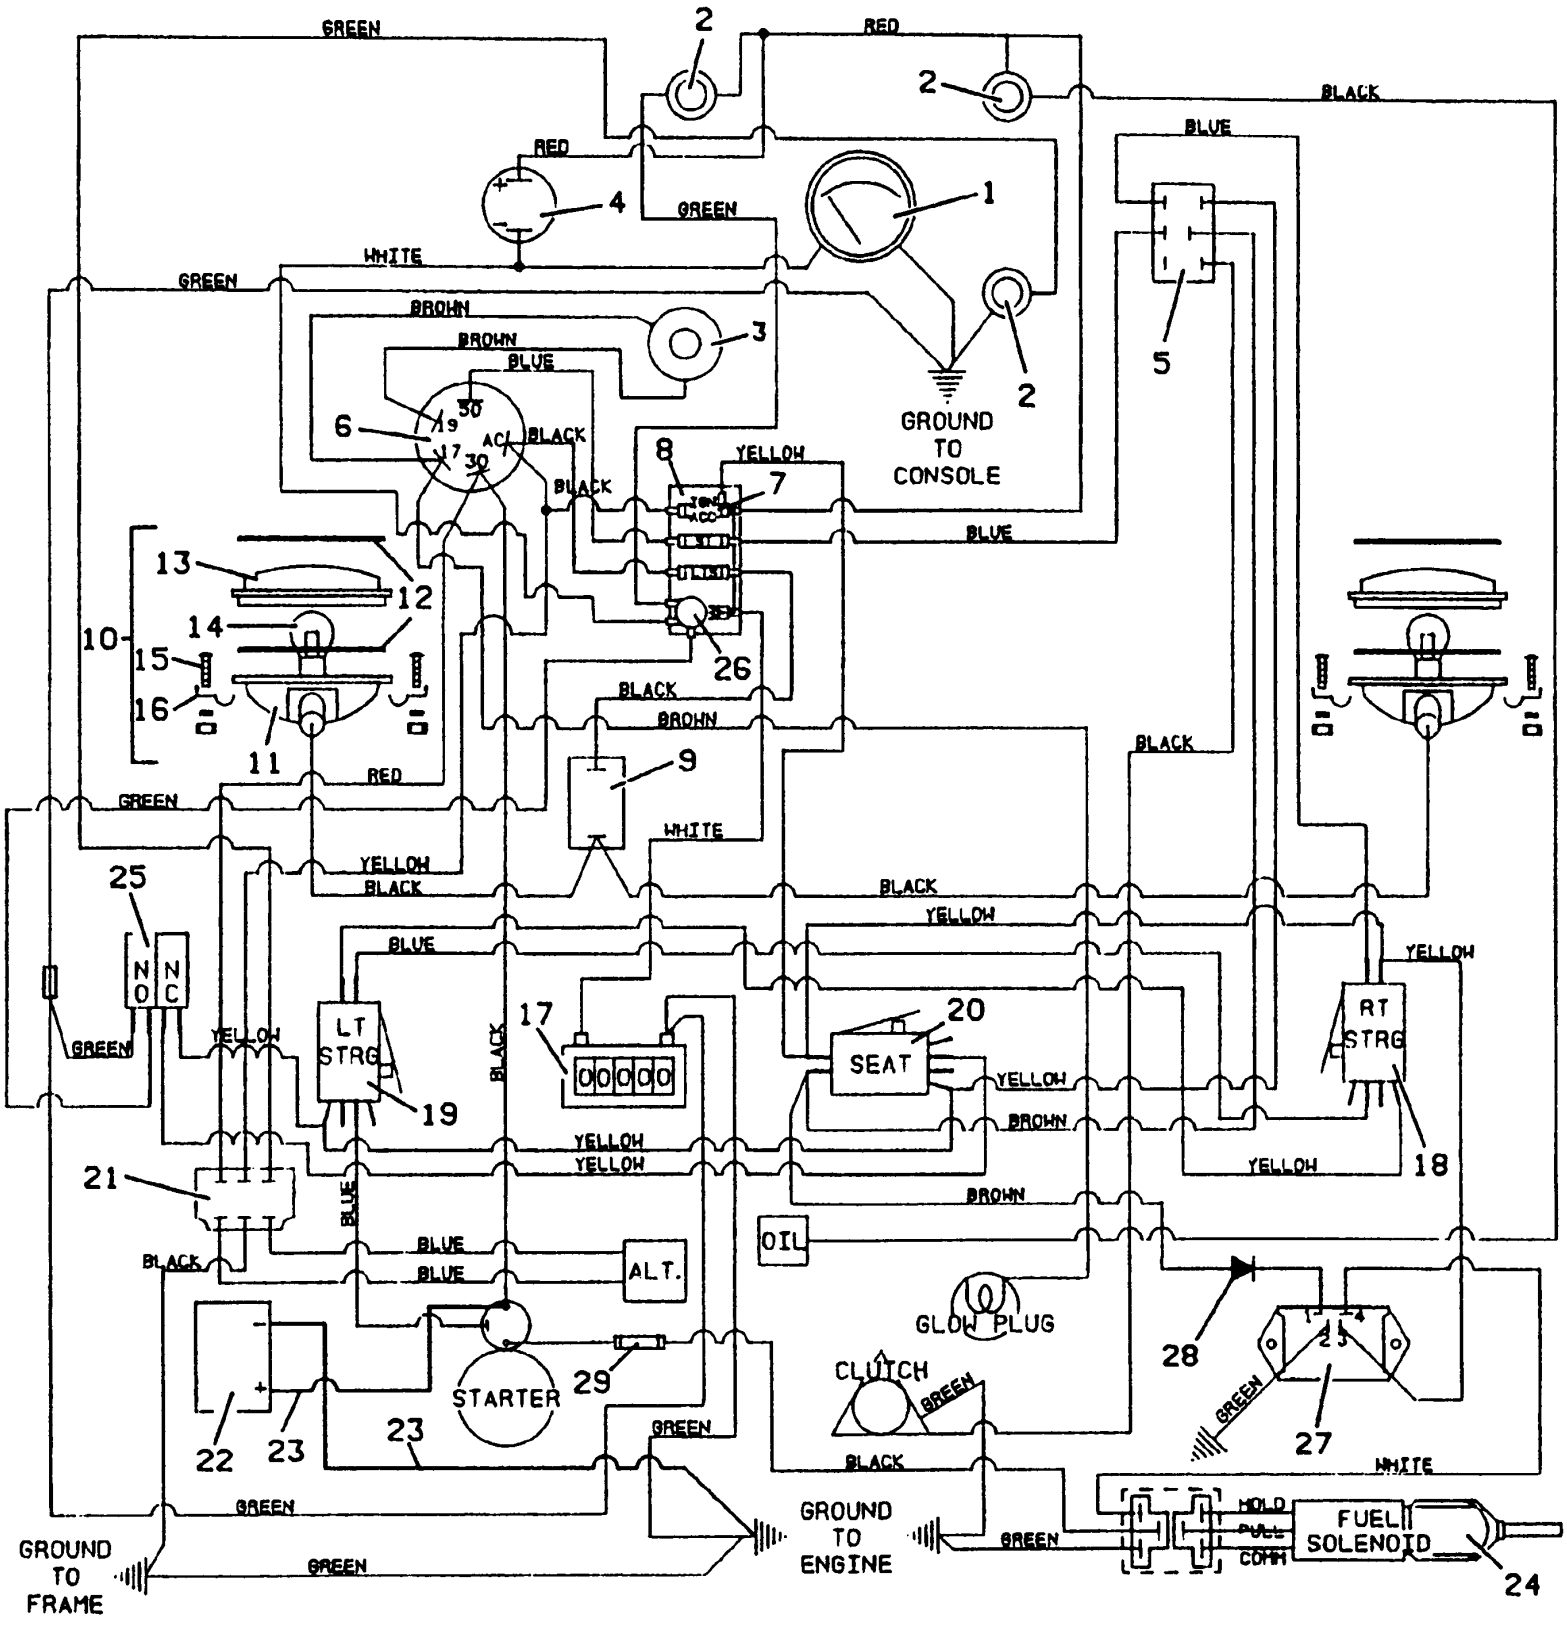 GREEN
2
RED
2
BLACK
BLUE
RED
+
-
4
GREEN
1
WHITE
GREEN
BROWN
3
BROWN
BLUE
5
2
GROUND
TO
CONSOLE
6
50
19
AC
17
30
BLACK
8
YELLOW
7
BLACK
IGN
ACC
BLUE
13
12
10
14
15
16
26
BLACK
BROWN
11
BLACK
RED
9
GREEN
WHITE
YELLOW
BLACK
BLACK
25
YELLOW
BLUE
YELLOW
NO
NC
17
20
RT
STRG
LT
STRG
YELLOW
GREEN
BLACK
00000
SEAT
YELLOW
19
BROWN
YELLOW
YELLOW
YELLOW
18
21
BLUE
BROWN
BLUE
OIL
BLACK
BLUE
ALT.
-
+
GLOW PLUG
28
1
4
2
3
STARTER
29
CLUTCH
GREEN
GREEN
27
22
23
23
GREEN
BLACK
WHITE
GREEN
GROUND
TO
ENGINE
GREEN
HOLD
PULL
COMM
FUEL
SOLENOID
24
GROUND
TO
FRAME
GREEN